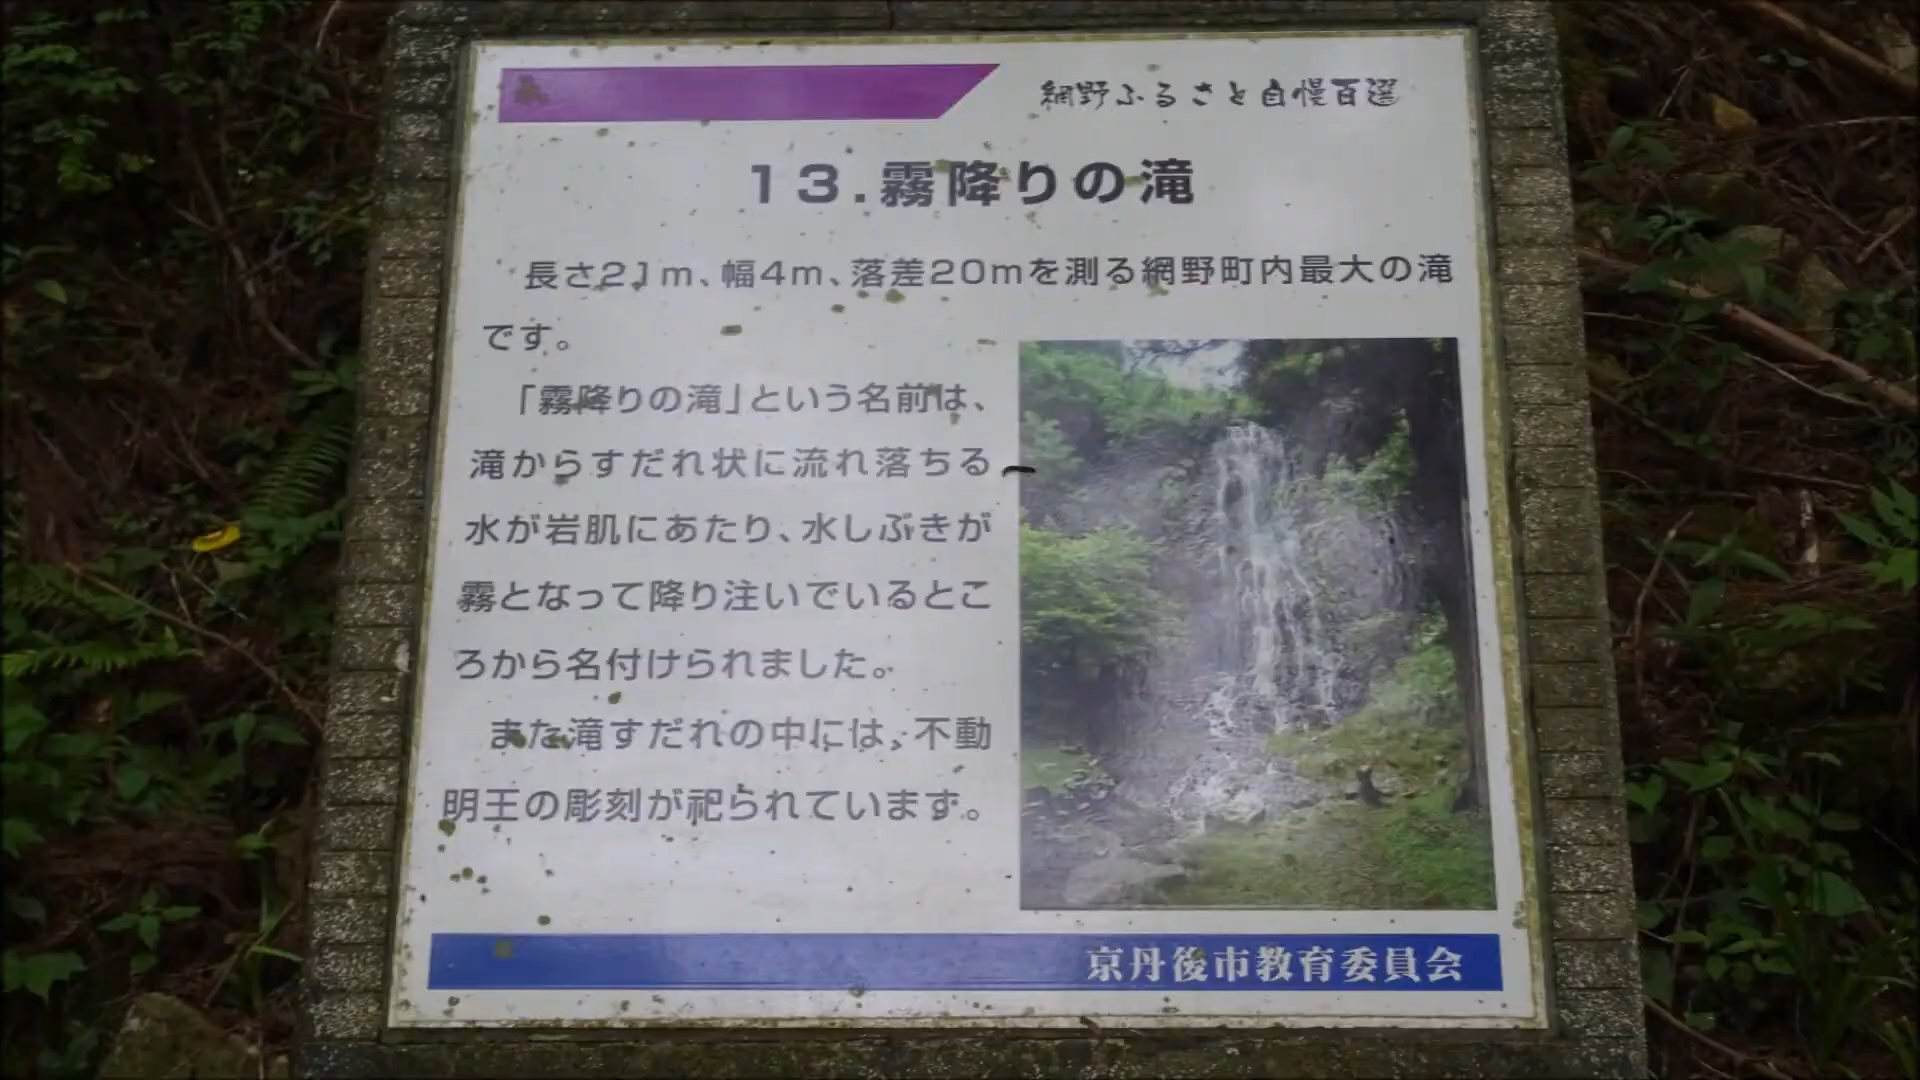 網野ふるさと自慢百選
13.霧降りの滝
長さ21m、幅4m、落差20mを測る網野町内最大の滝
です。
「霧降りの滝」という名前は、
滝からすだれ状に流れ落ちる
水が岩肌にあたり、水しぶきが
霧となって降り注いでいるとこ
ろから名付けられました。
また滝すだれの中には、不動
明王の彫刻が祀られています。
京丹後市教育委員会